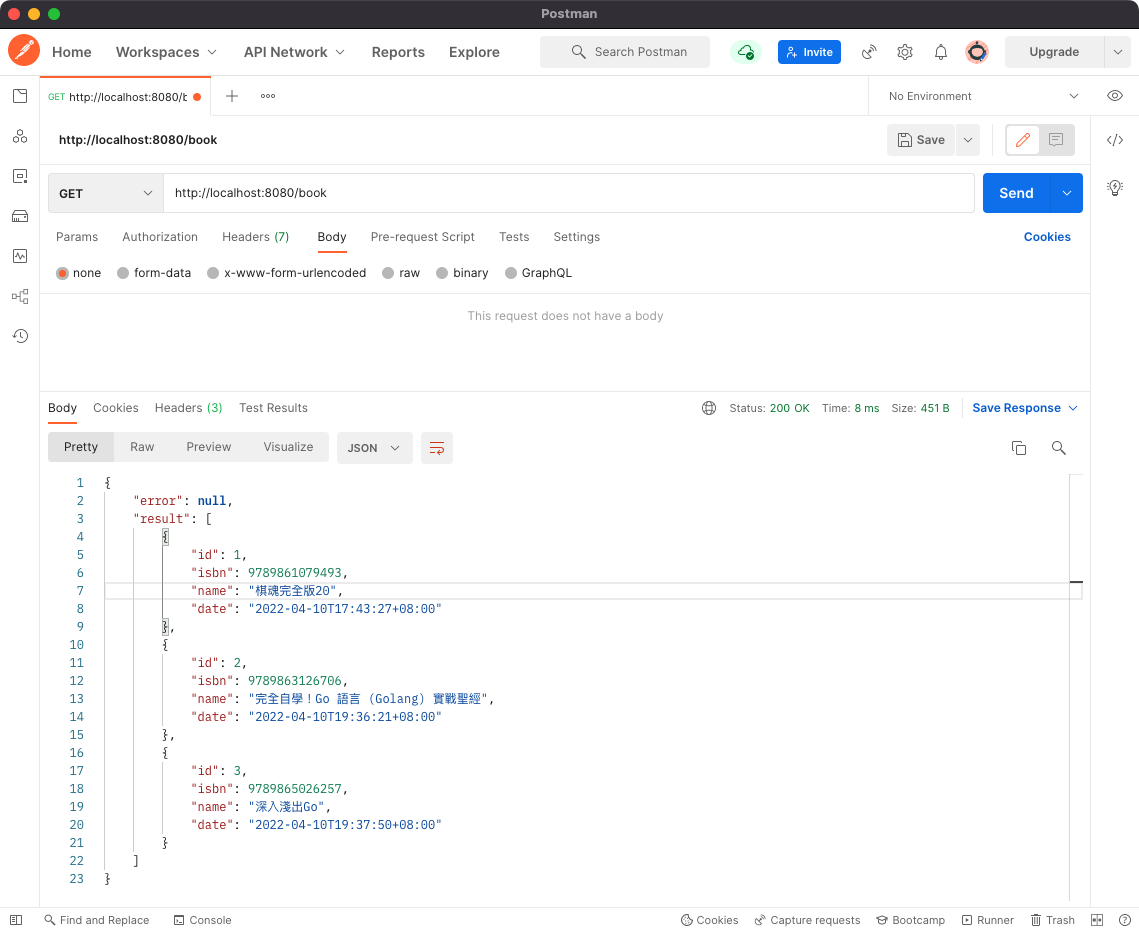 Postman
Home Workspaces API Network Reports Explore Search Postman Invite Upgrade
GET http://localhost:8080/b No Environment
http://localhost:8080/book Save
GET http://localhost:8080/book Send
Params Authorization Headers (7) Body Pre-request Script Tests Settings Cookies
none form-data x-www-form-urlencoded raw binary GraphQL
This request does not have a body
Body Cookies Headers (3) Test Results Status: 200 OK Time: 8 ms Size: 451 B Save Response
Pretty Raw Preview Visualize JSON
1 {
2 "error": null,
3 "result": [
4 {
5 "id": 1,
6 "isbn": 9789861079493,
7 "name": "棋魂完全版20",
8 "date": "2022-04-10T17:43:27+08:00"
9 },
10 {
11 "id": 2,
12 "isbn": 9789863126706,
13 "name": "完全自學！Go 語言 (Golang) 實戰聖經",
14 "date": "2022-04-10T19:36:21+08:00"
15 },
16 {
17 "id": 3,
18 "isbn": 9789865026257,
19 "name": "深入淺出Go",
20 "date": "2022-04-10T19:37:50+08:00"
21 }
22 ]
23 }
Find and Replace Console Cookies Capture requests Bootcamp Runner Trash